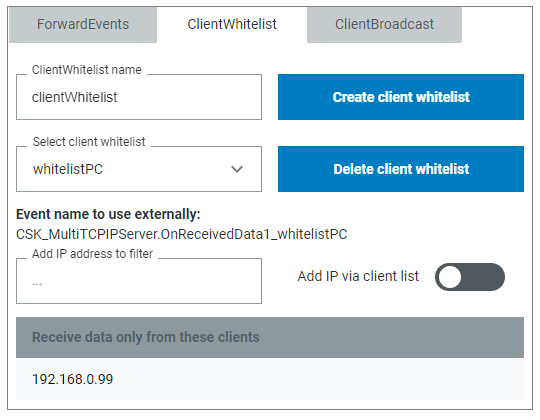 ForwardEvents
ClientWhitelist
ClientBroadcast
ClientWhitelist name
clientWhitelist
Create client whitelist
Select client whitelist
whitelistPC
Delete client whitelist
Event name to use externally:
CSK_MultiTCPIPServer.OnReceivedData1_whitelistPC
Add IP address to filter
...
Add IP via client list
Receive data only from these clients
192.168.0.99